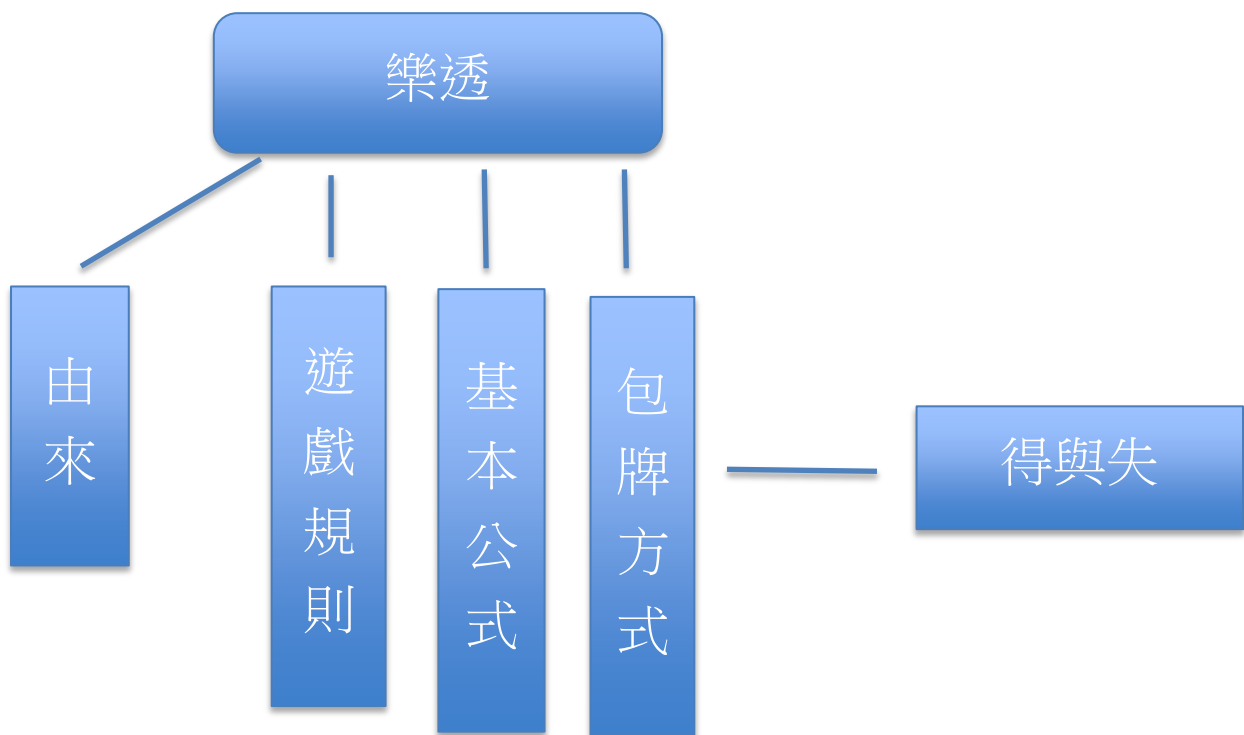 樂透
由來
遊戲規則
基本公式
包牌方式
得與失